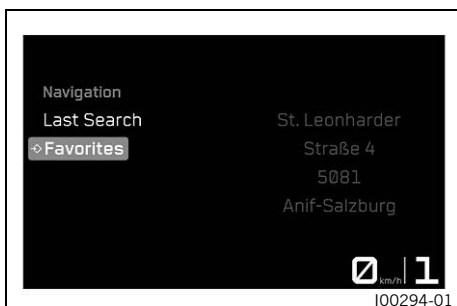 Navigation
Last Search
Favorites
St. Leonharder
Straße 4
5081
Anif-Salzburg
0 km/h 1
I00294-01